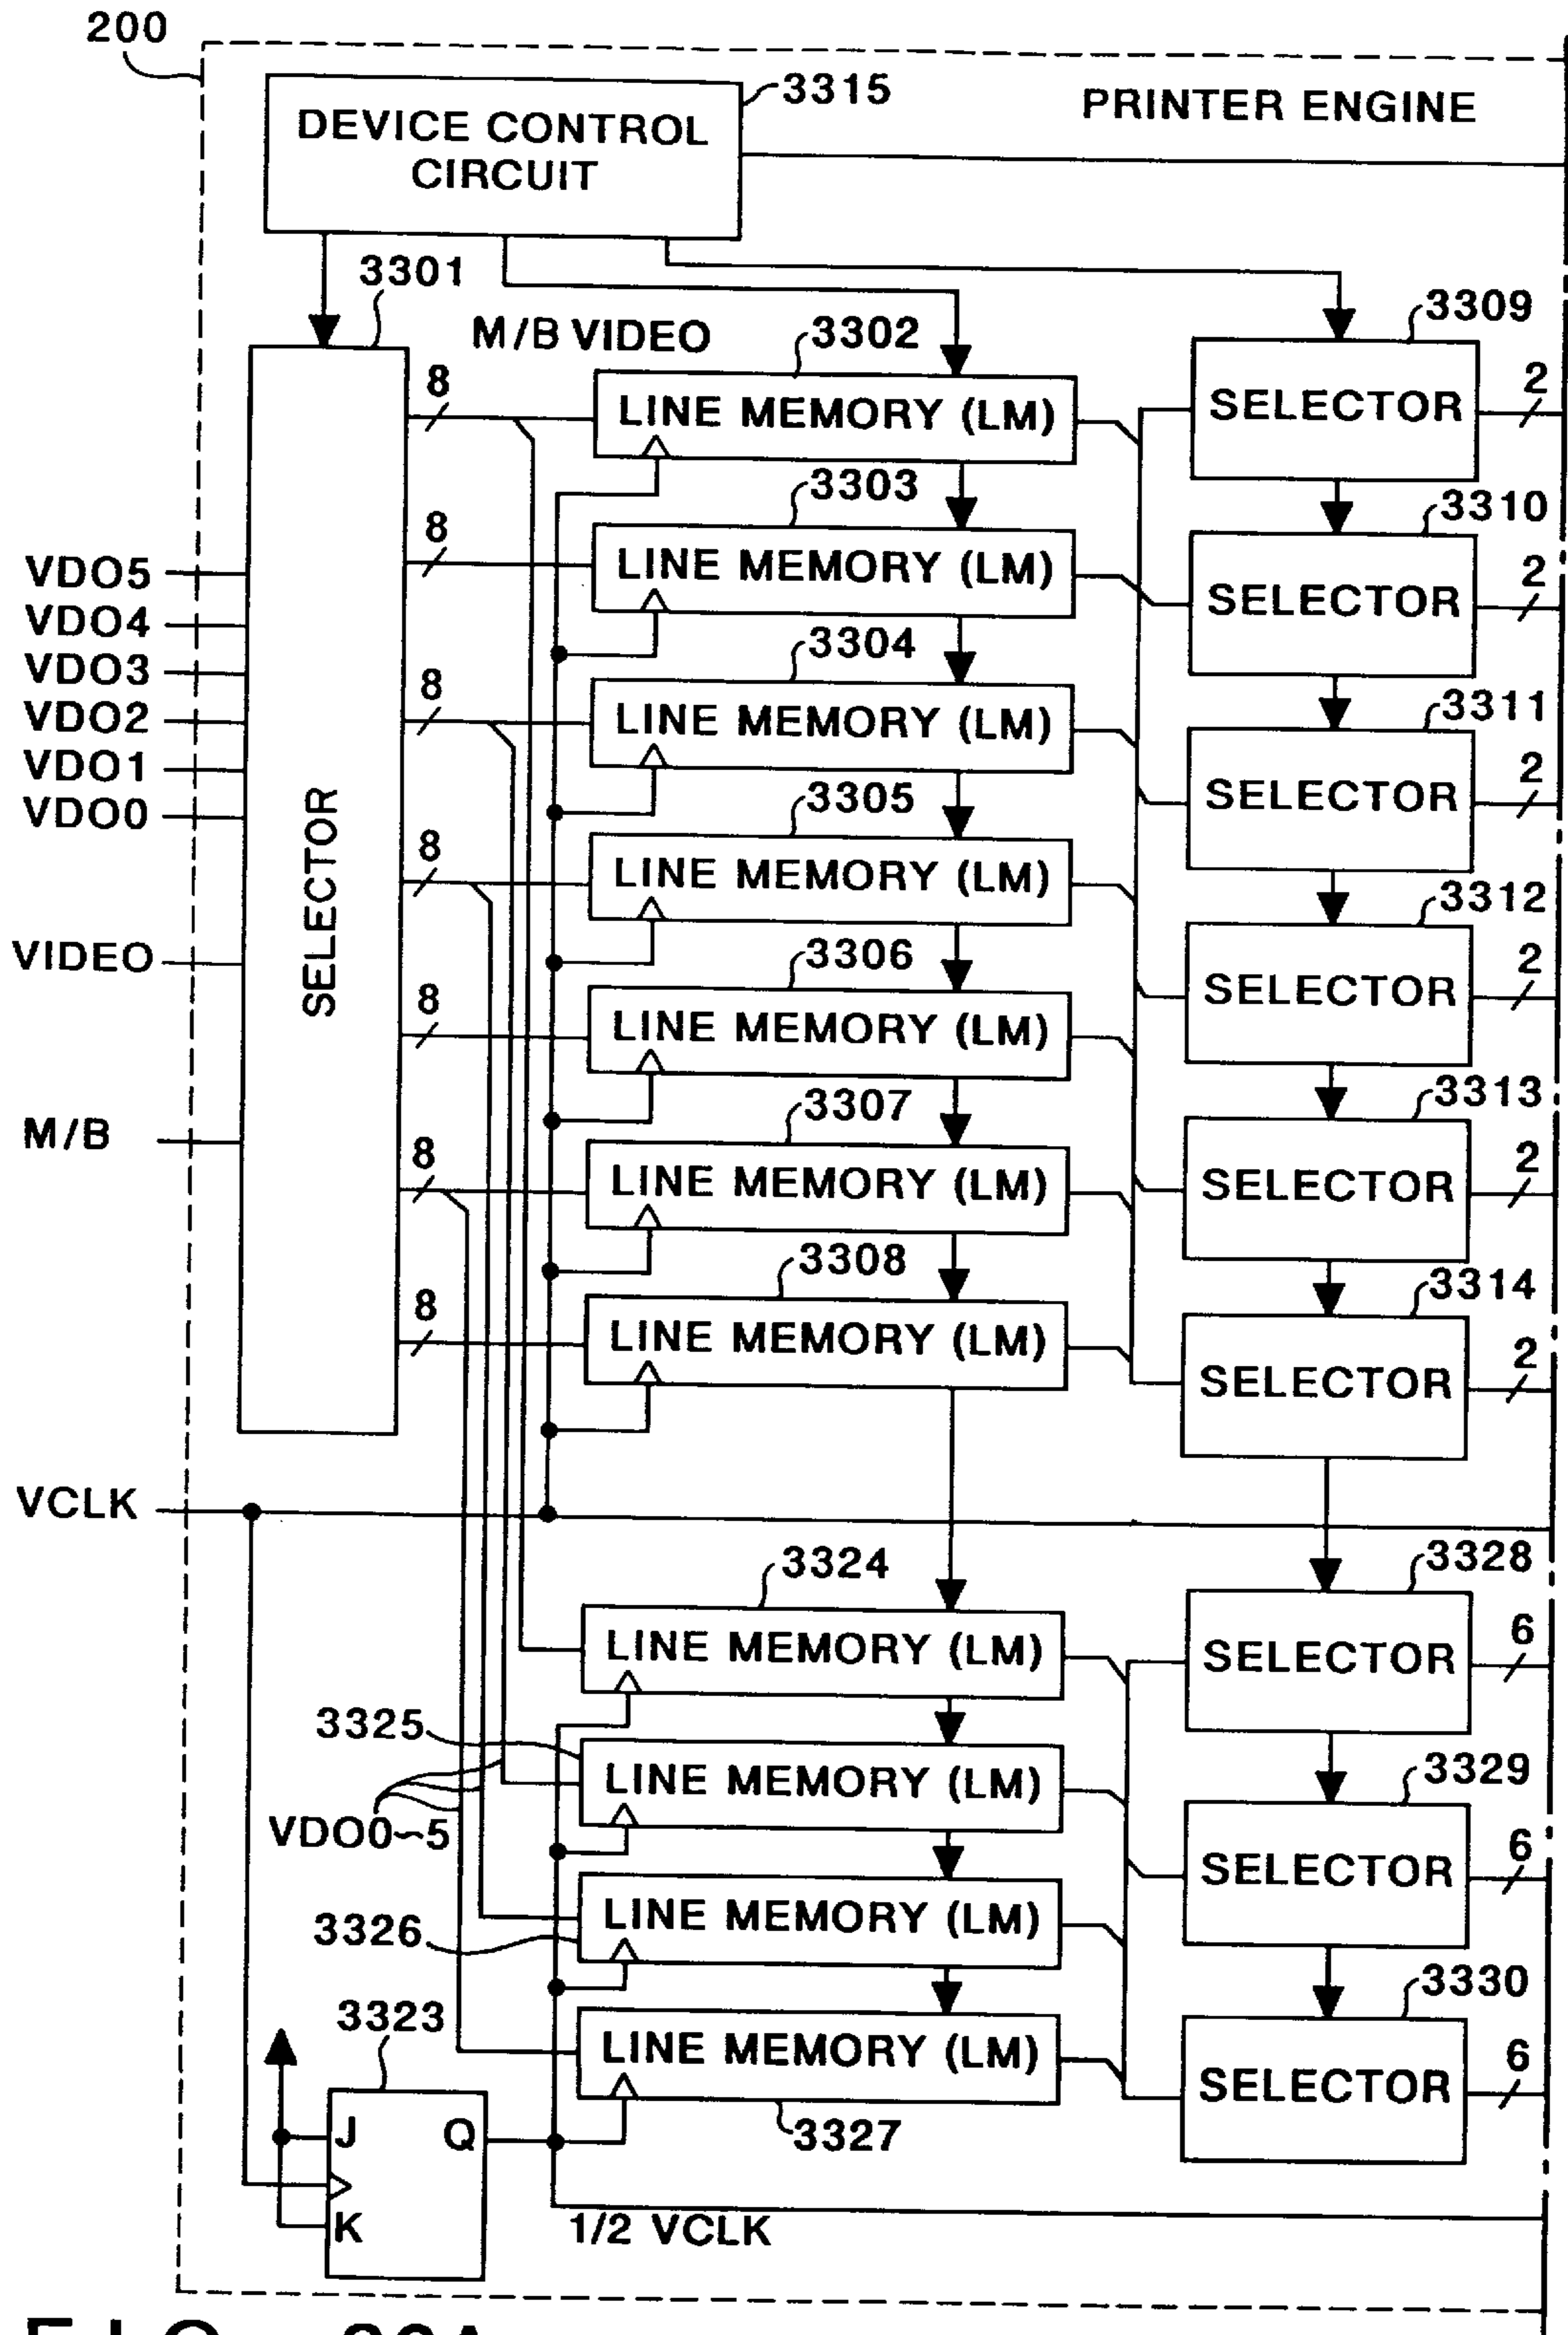 200
3315
PRINTER ENGINE
DEVICE CONTROL
CIRCUIT
3301
M/B VIDEO
3302
3309
8
LINE MEMORY (LM)
SELECTOR
2
3303
3310
8
LINE MEMORY (LM)
SELECTOR
2
VDO5
VDO4
VDO3
VDO2
VDO1
VDO0
3304
3311
8
LINE MEMORY (LM)
SELECTOR
2
3305
3312
8
LINE MEMORY (LM)
SELECTOR
2
SELECTOR
VIDEO
3306
3313
8
LINE MEMORY (LM)
SELECTOR
2
M/B
3307
3314
8
LINE MEMORY (LM)
SELECTOR
2
3308
8
LINE MEMORY (LM)
VCLK
3324
3328
LINE MEMORY (LM)
SELECTOR
6
3325
3329
LINE MEMORY (LM)
SELECTOR
6
VDO0~5
3326
LINE MEMORY (LM)
3330
3323
LINE MEMORY (LM)
SELECTOR
6
3327
J
Q
K
1/2 VCLK